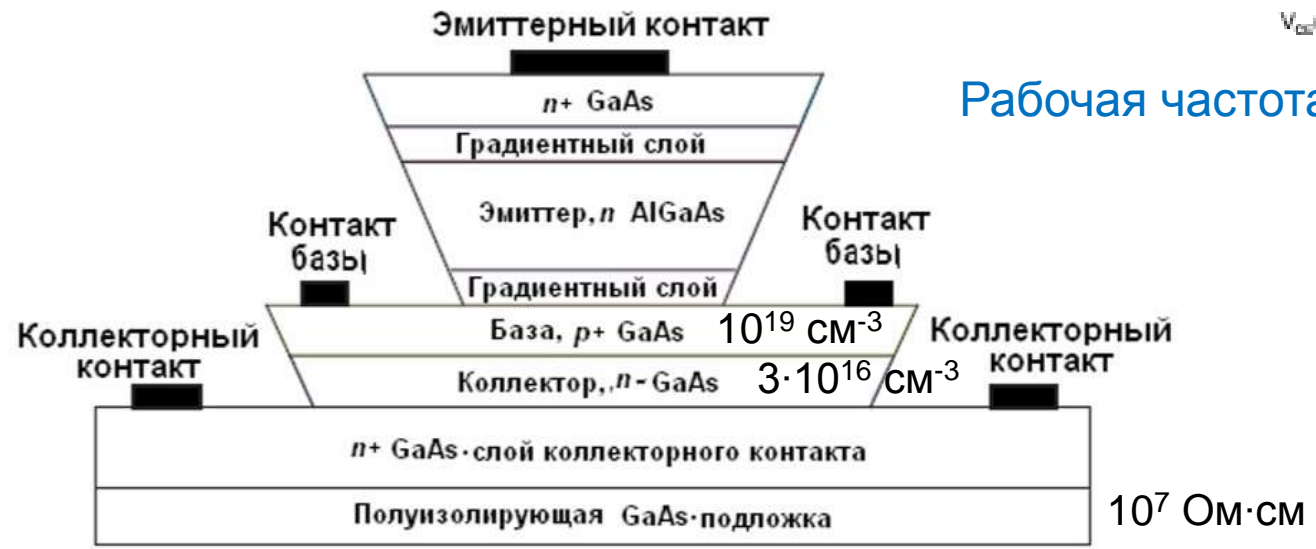 Эмиттерный контакт
Рабочая частота
n+ GaAs
Градиентный слой
Эмиттер, n AlGaAs
Контакт
базы
Контакт
базы
Градиентный слой
База, p+ GaAs 10¹⁹ см⁻³
Коллекторный
контакт
Коллекторный
контакт
Коллектор,, n-GaAs 3·10¹⁶ см⁻³
n+ GaAs-слой коллекторного контакта
Полуизолирующая GaAs-подложка
10⁷ Ом·см